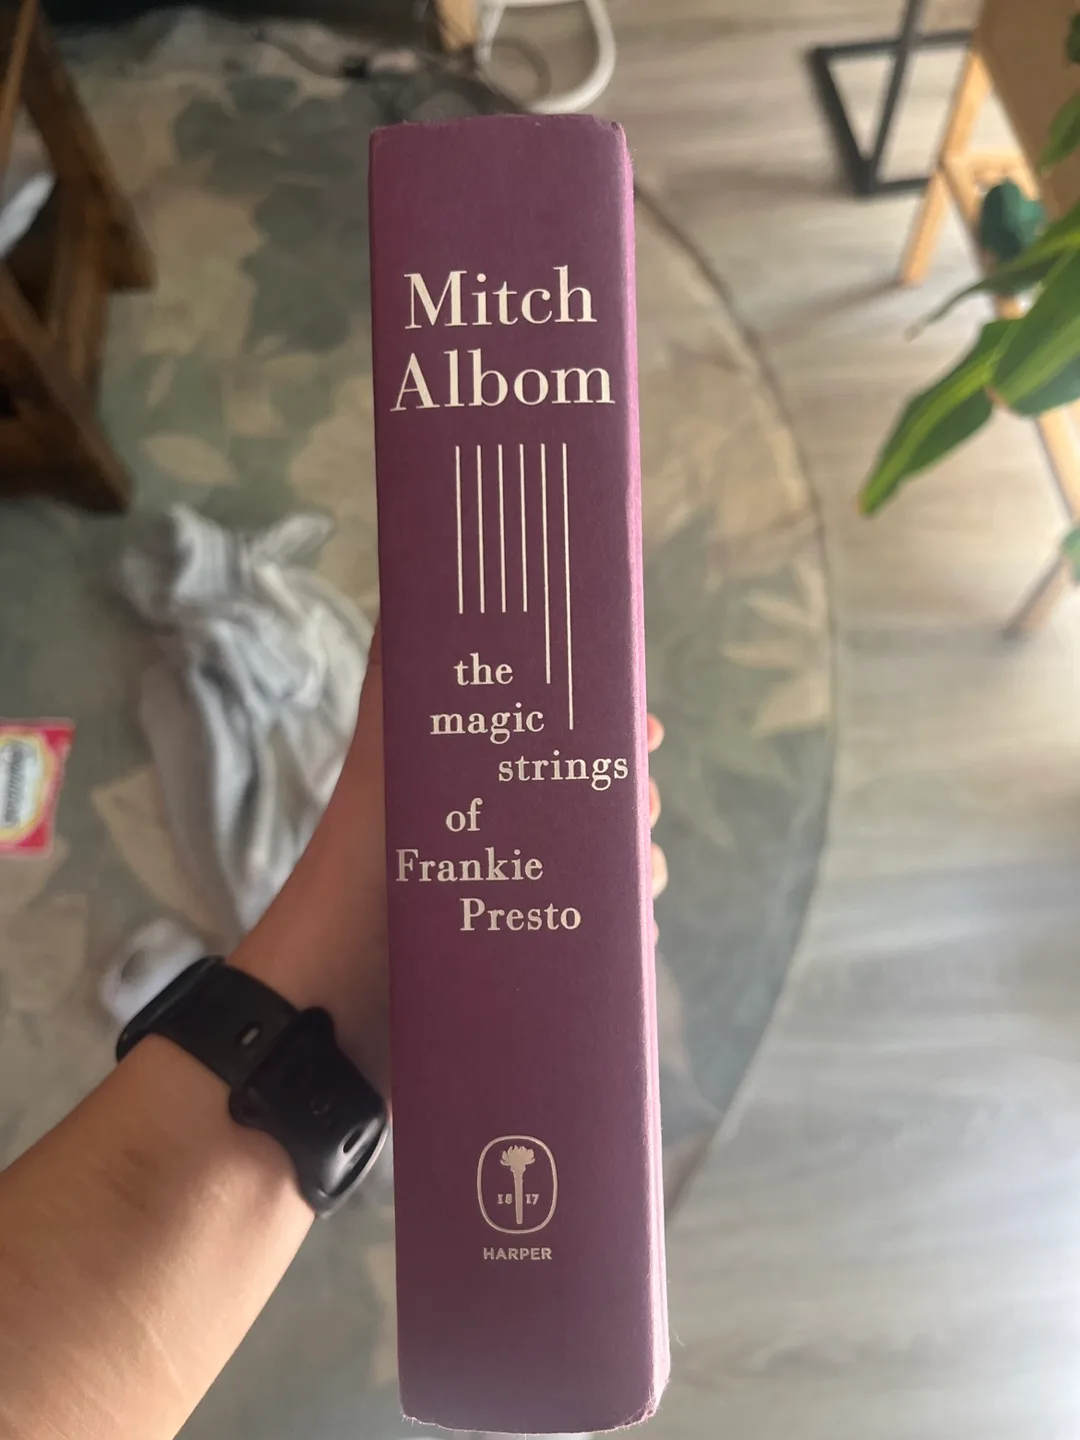 Mitch
Albom
the
magic
strings
of
Frankie
Presto
18 17
HARPER